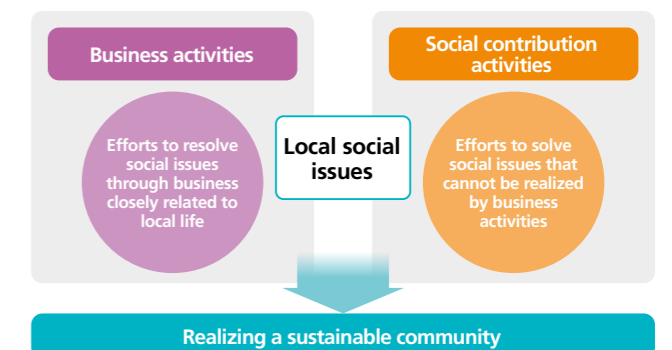 Business activities
Efforts to resolve
social issues
through business
closely related to
local life
Local social
issues
Social contribution
activities
Efforts to solve
social issues that
cannot be realized
by business
activities
Realizing a sustainable community